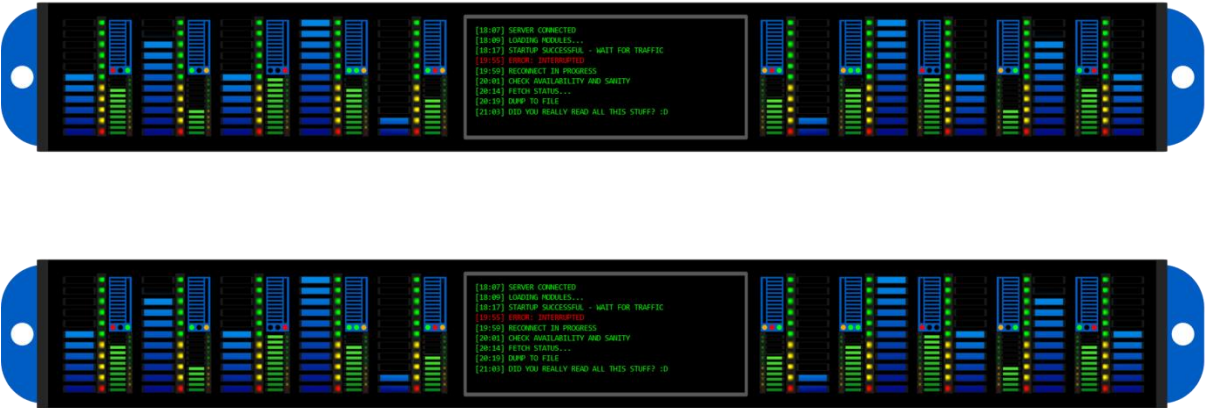 [18:07] SERVER CONNECTED
[18:09] LOADING MODULES...
[18:17] STARTUP SUCCESSFUL - WAIT FOR TRAFFIC
[19:55] ERROR: INTERRUPTED
[19:59] RECONNECT IN PROGRESS
[20:01] CHECK AVAILABILITY AND SANITY
[20:14] FETCH STATUS...
[20:19] DUMP TO FILE
[21:03] DID YOU REALLY READ ALL THIS STUFF? :D
[18:07] SERVER CONNECTED
[18:09] LOADING MODULES...
[18:17] STARTUP SUCCESSFUL - WAIT FOR TRAFFIC
[19:55] ERROR: INTERRUPTED
[19:59] RECONNECT IN PROGRESS
[20:01] CHECK AVAILABILITY AND SANITY
[20:14] FETCH STATUS...
[20:19] DUMP TO FILE
[21:03] DID YOU REALLY READ ALL THIS STUFF? :D